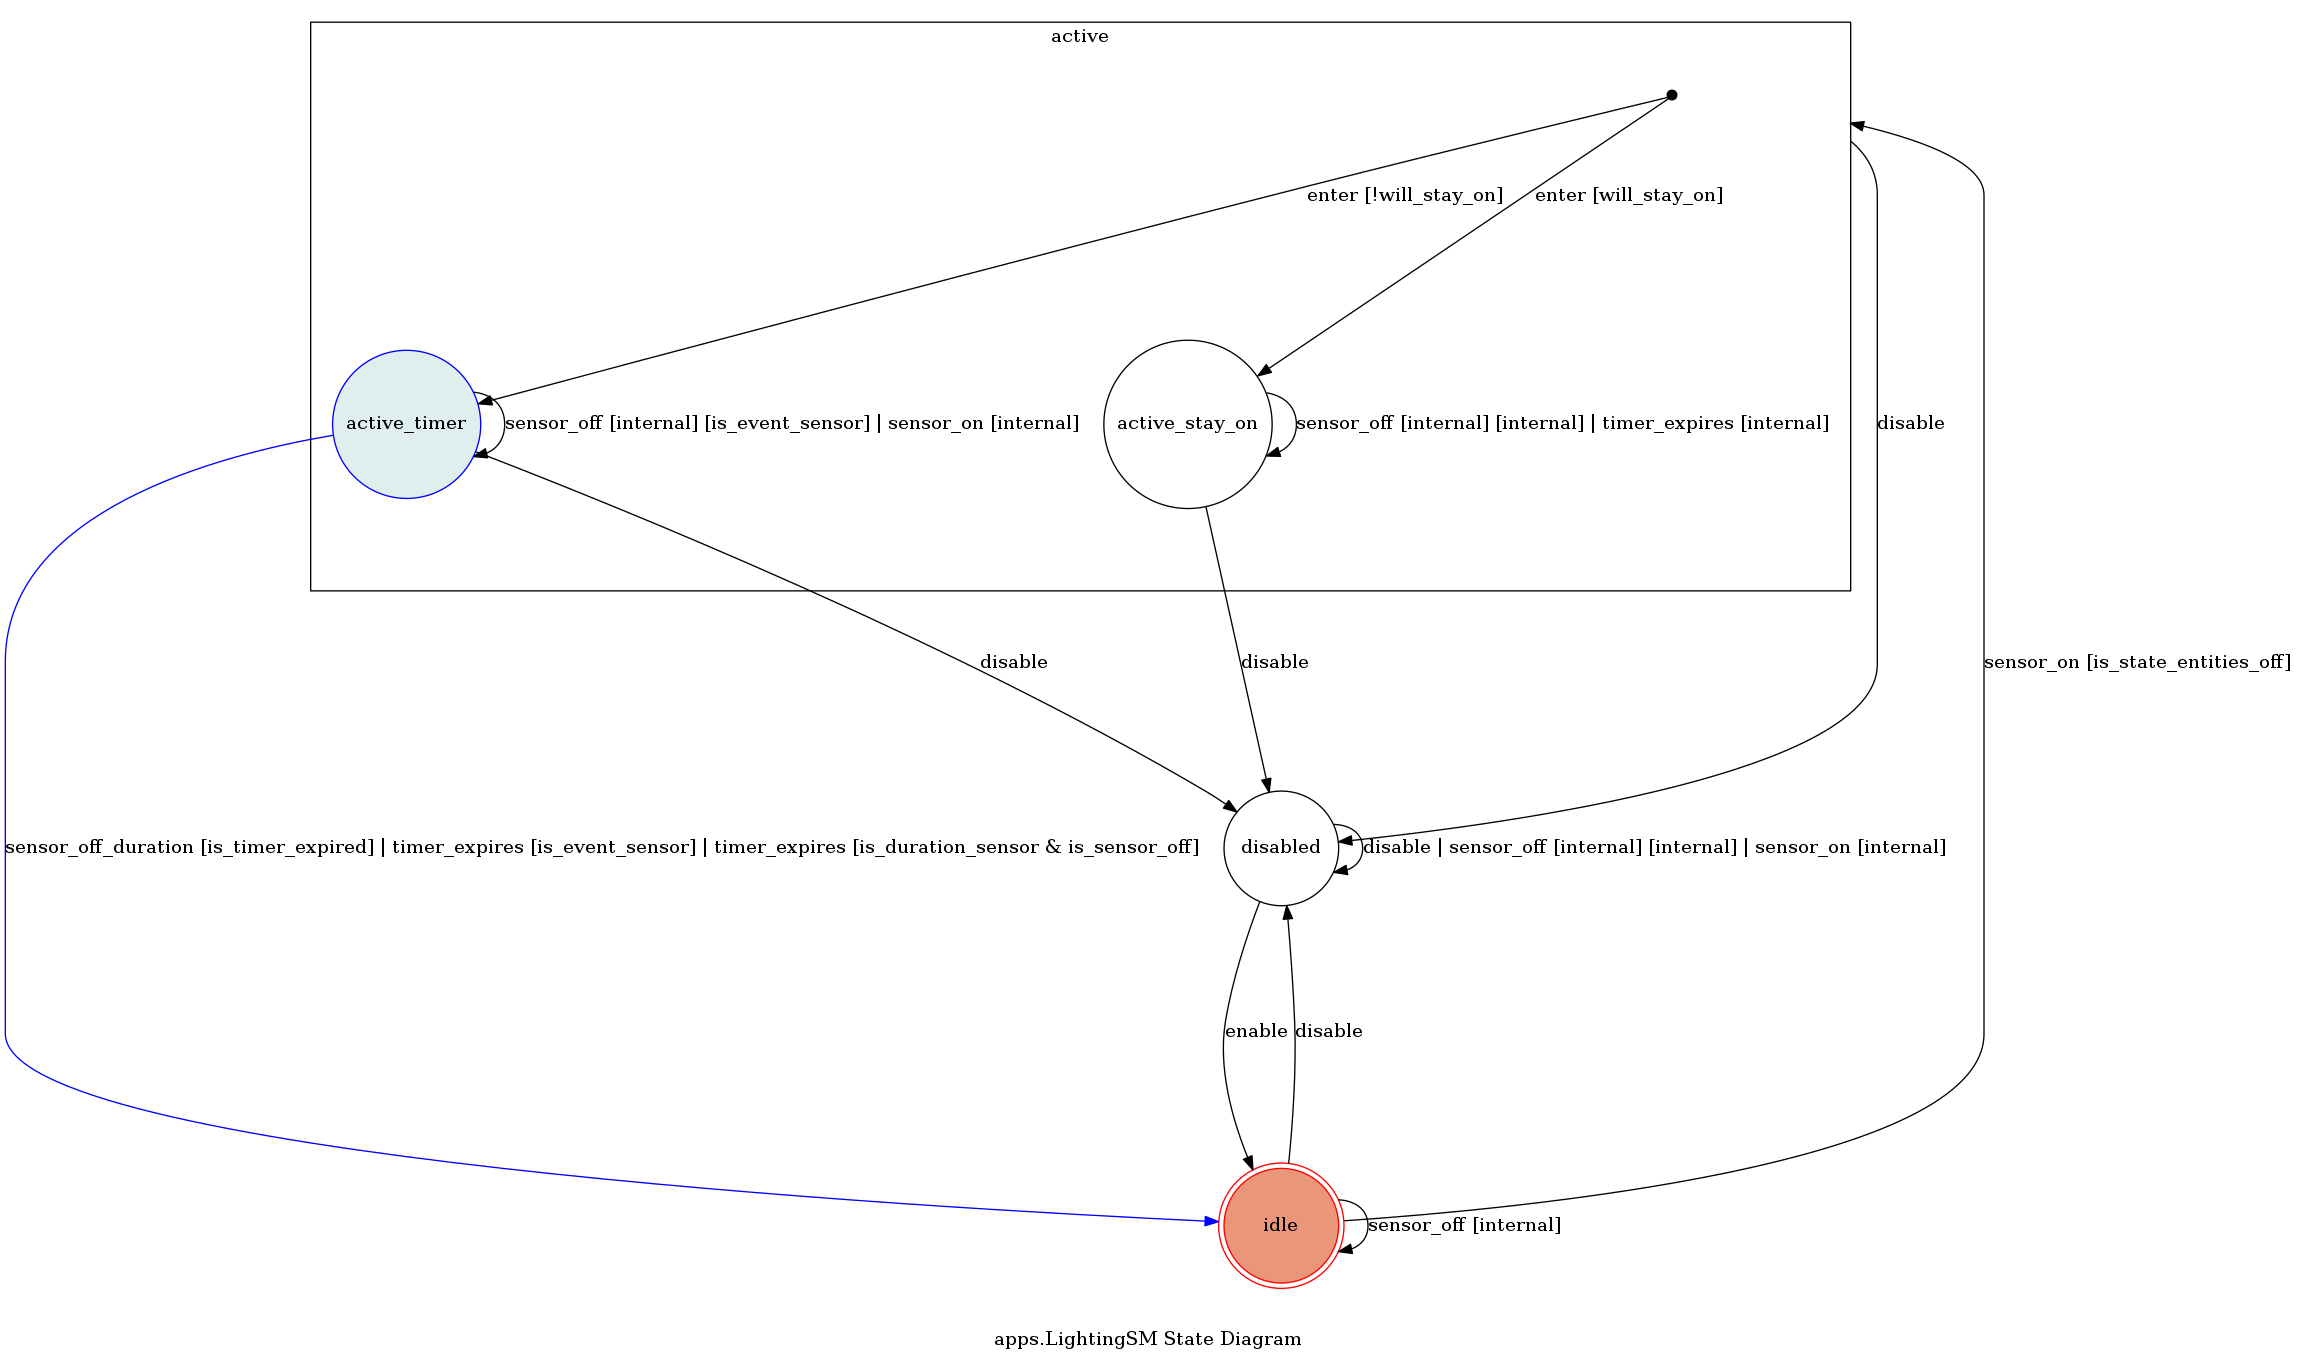 active
enter [!will_stay_on]
enter [will_stay_on]
active_timer
sensor_off [internal] [is_event_sensor] | sensor_on [internal]
active_stay_on
sensor_off [internal] [internal] | timer_expires [internal]
disable
disable
disable
sensor_on [is_state_entities_off]
sensor_off_duration [is_timer_expired] | timer_expires [is_event_sensor] | timer_expires [is_duration_sensor & is_sensor_off]
disabled
disable | sensor_off [internal] [internal] | sensor_on [internal]
enable
disable
idle
sensor_off [internal]
apps.LightingSM State Diagram